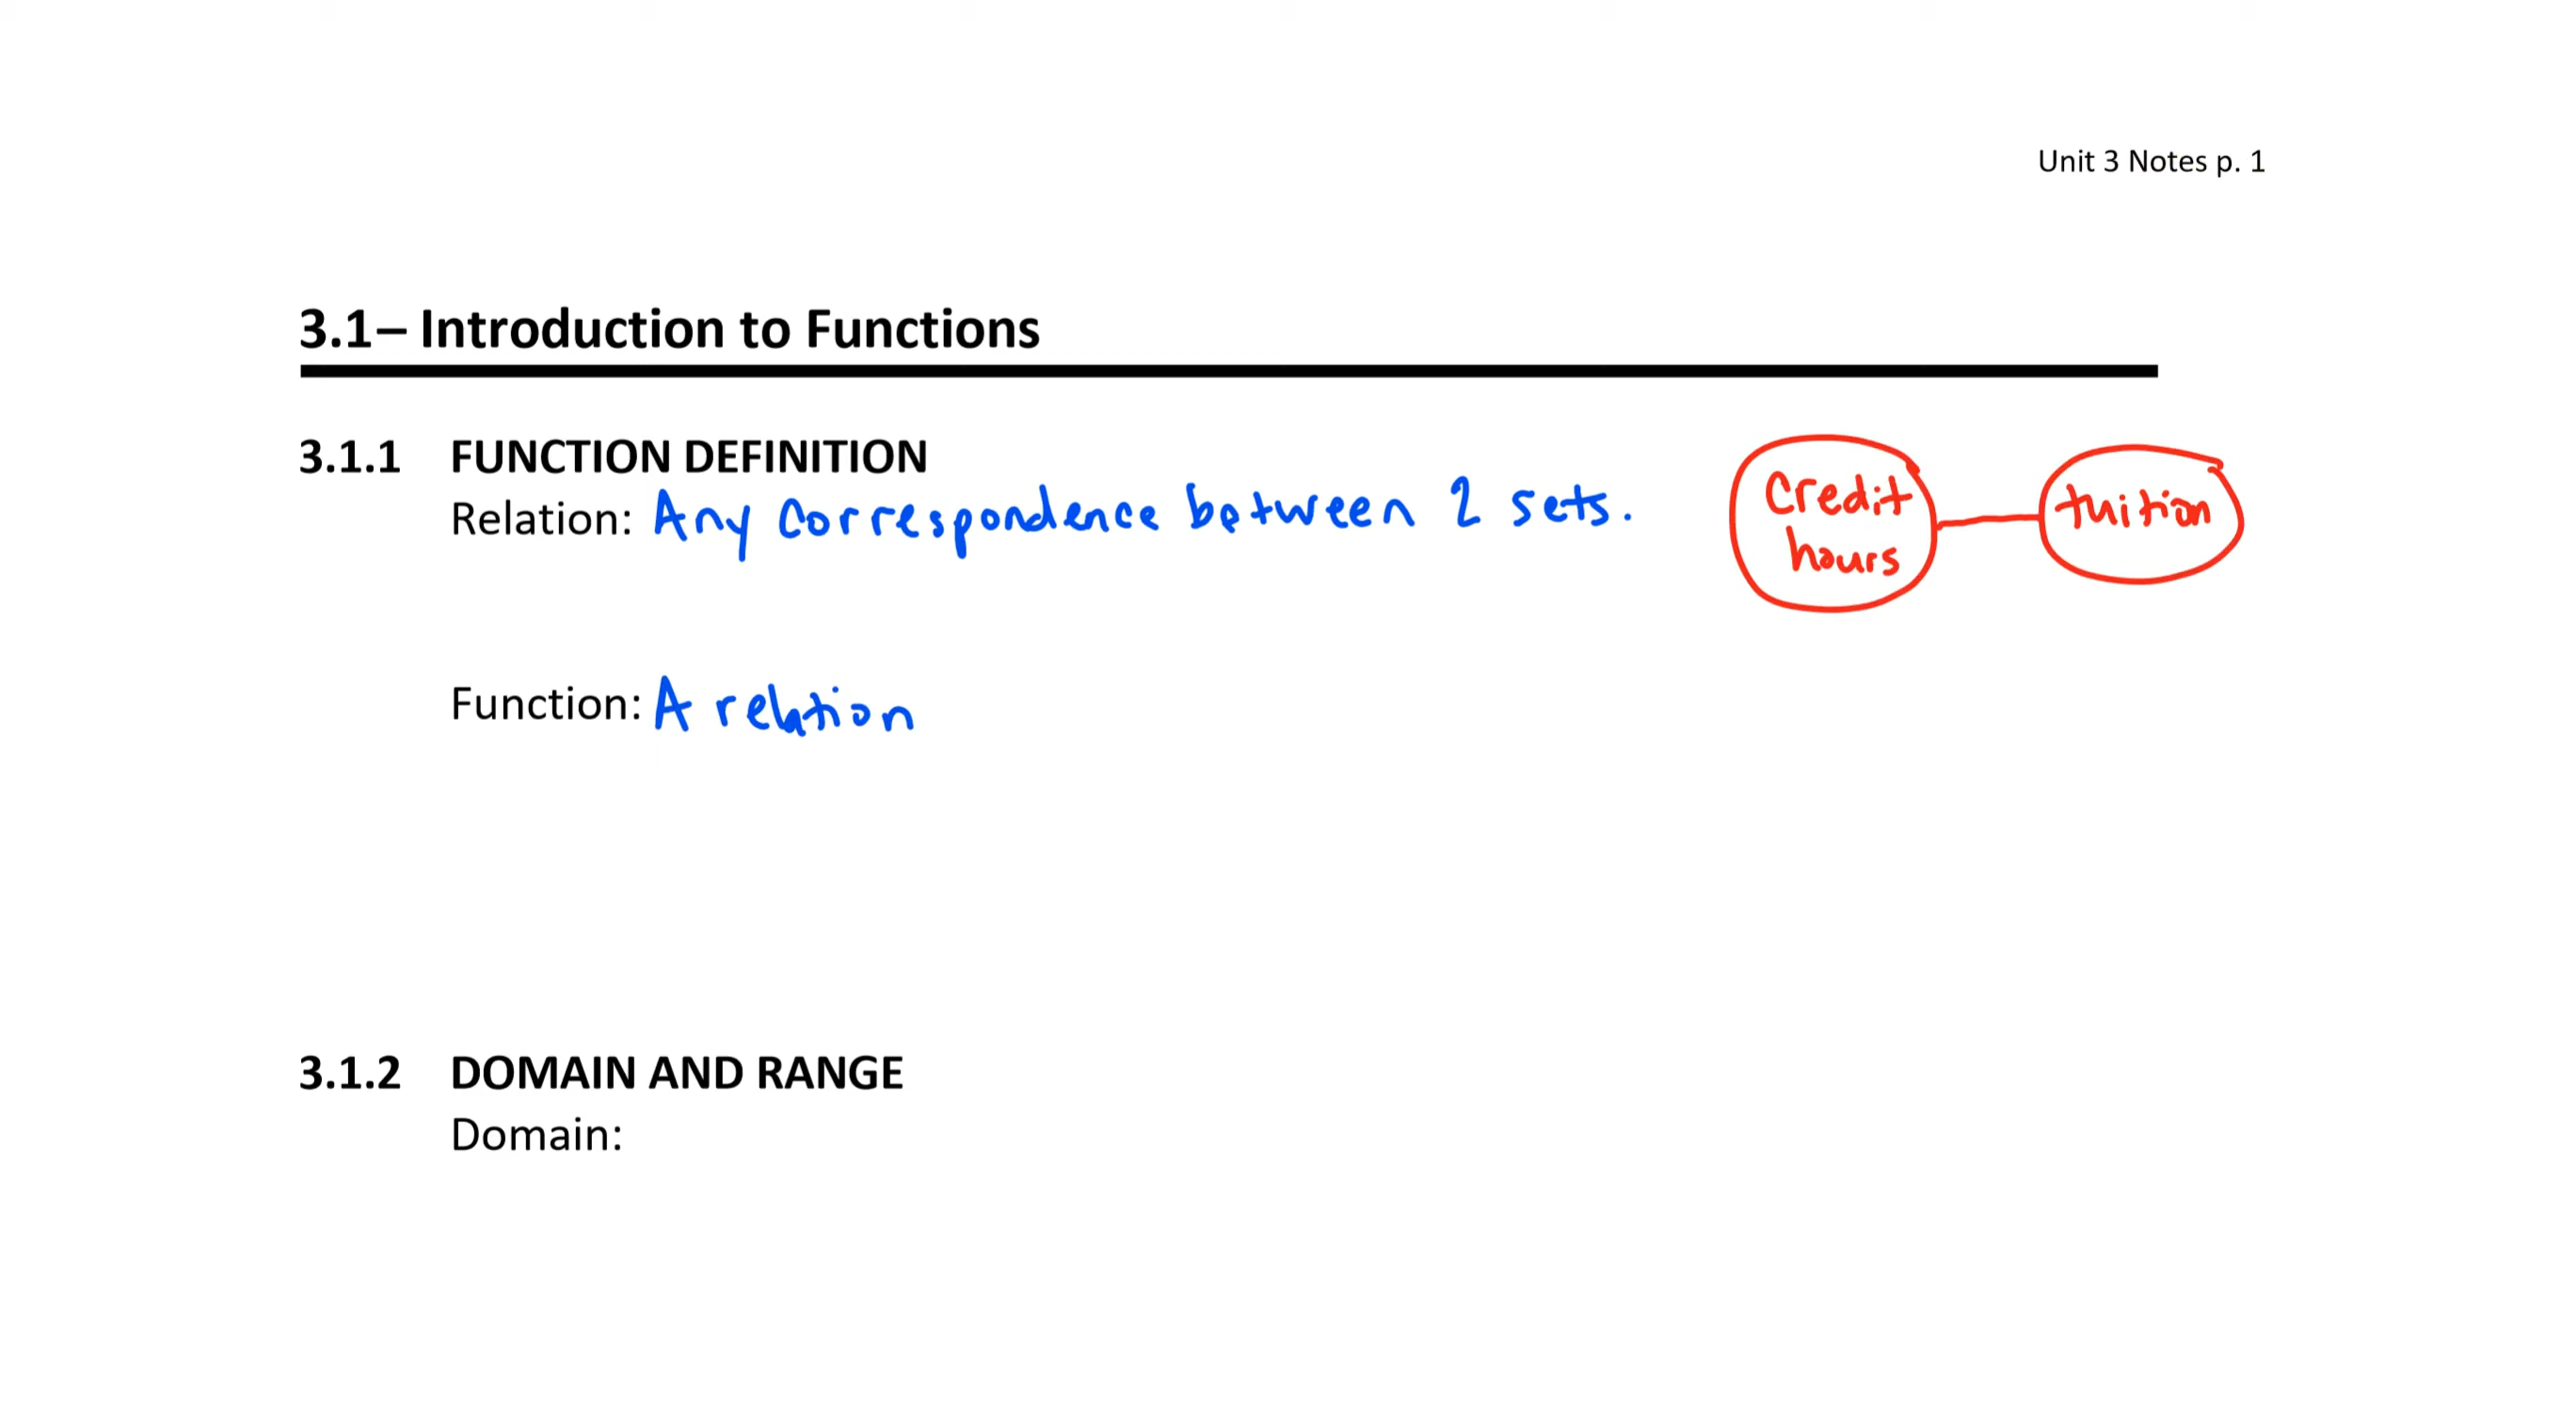 Unit 3 Notes p. 1
3.1– Introduction to Functions
3.1.1 FUNCTION DEFINITION
Relation: Any correspondence between 2 sets.
credit
hours
tuition
Function: A relation
3.1.2 DOMAIN AND RANGE
Domain: